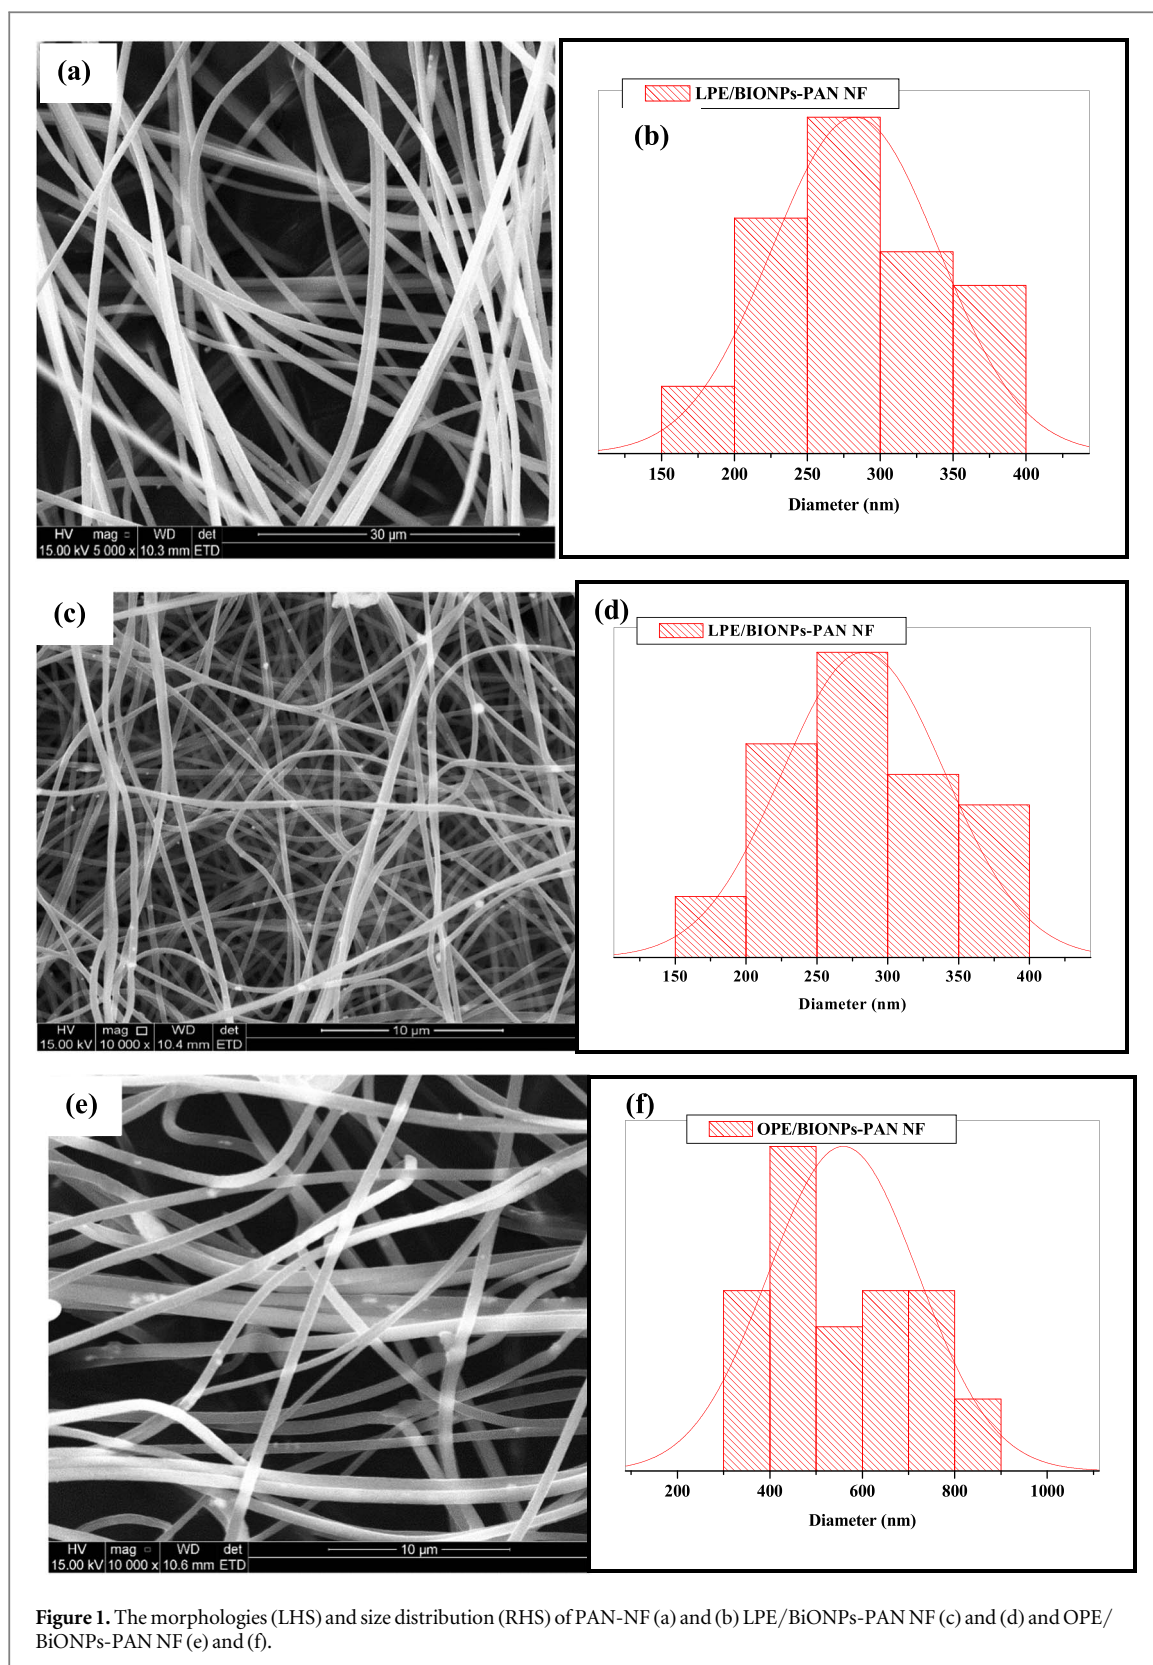 (a)
HV mag □ WD det
15.00 kV 5 000 x 10.3 mm ETD
30 µm
LPE/BIONPs-PAN NF
(b)
150 200 250 300 350 400
Diameter (nm)
(c)
HV mag □ WD det
15.00 kV 10 000 x 10.4 mm ETD
10 µm
(d)
LPE/BIONPs-PAN NF
150 200 250 300 350 400
Diameter (nm)
(e)
HV mag □ WD det
15.00 kV 10 000 x 10.6 mm ETD
10 µm
(f)
OPE/BIONPs-PAN NF
200 400 600 800 1000
Diameter (nm)
Figure 1. The morphologies (LHS) and size distribution (RHS) of PAN-NF (a) and (b) LPE/BiONPs-PAN NF (c) and (d) and OPE/
BiONPs-PAN NF (e) and (f).